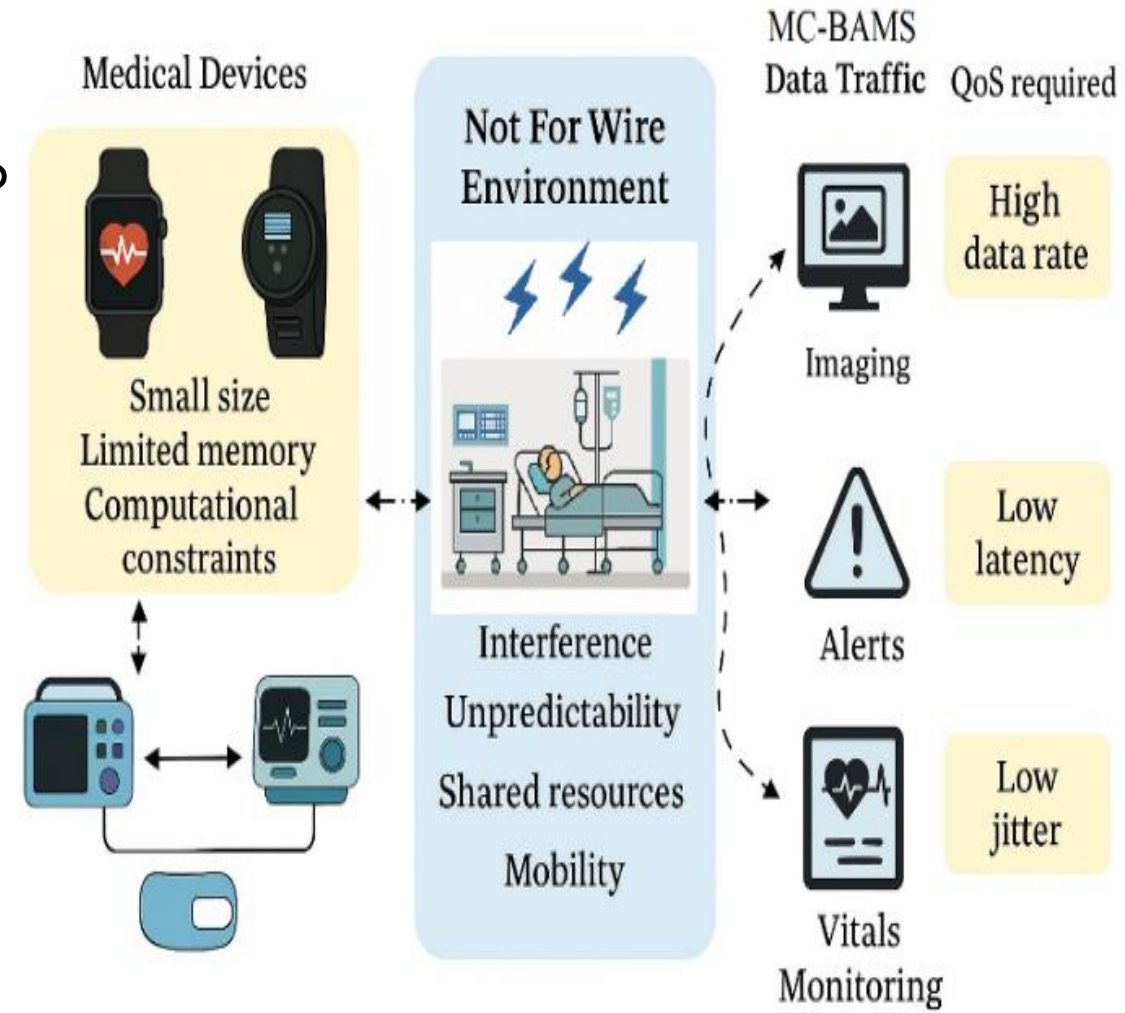 Medical Devices
Small size
Limited memory
Computational
constraints
Not For Wire
Environment
Interference
Unpredictability
Shared resources
Mobility
MC-BAMS
Data Traffic
QoS required
Imaging
High
data rate
Alerts
Low
latency
Vitals
Monitoring
Low
jitter